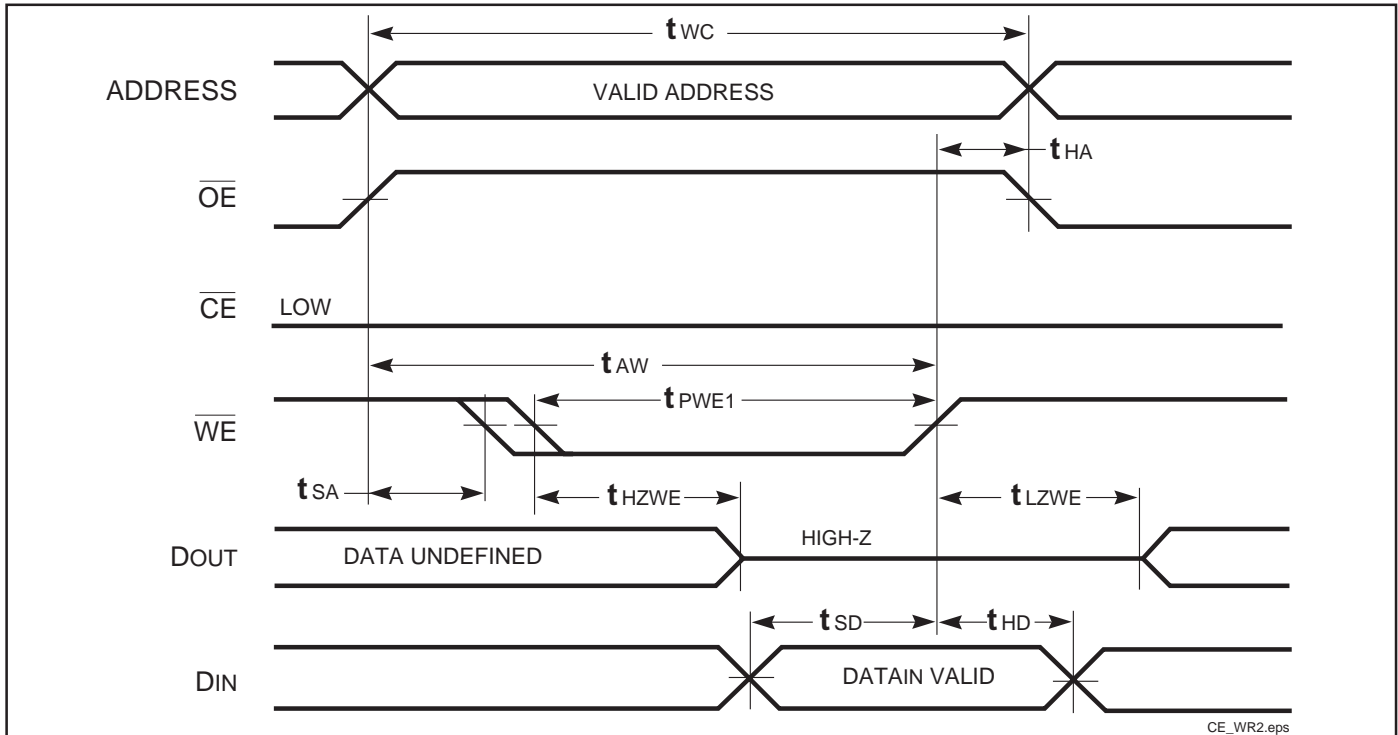 tWC
ADDRESS
VALID ADDRESS
tHA
OE
CE
LOW
tAW
tPWE1
WE
tSA
tHZWE
tLZWE
DOUT
DATA UNDEFINED
HIGH-Z
tSD
tHD
DIN
DATAIN VALID
CE_WR2.eps